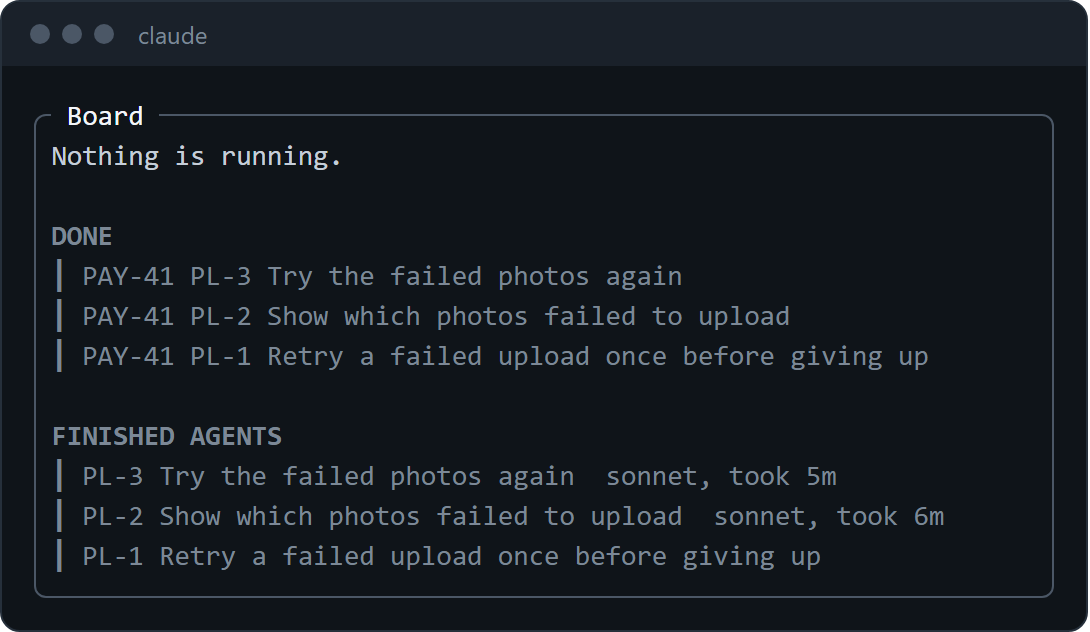 claude
Board
Nothing is running.
DONE
PAY-41 PL-3 Try the failed photos again
PAY-41 PL-2 Show which photos failed to upload
PAY-41 PL-1 Retry a failed upload once before giving up
FINISHED AGENTS
PL-3 Try the failed photos again  sonnet, took 5m
PL-2 Show which photos failed to upload  sonnet, took 6m
PL-1 Retry a failed upload once before giving up